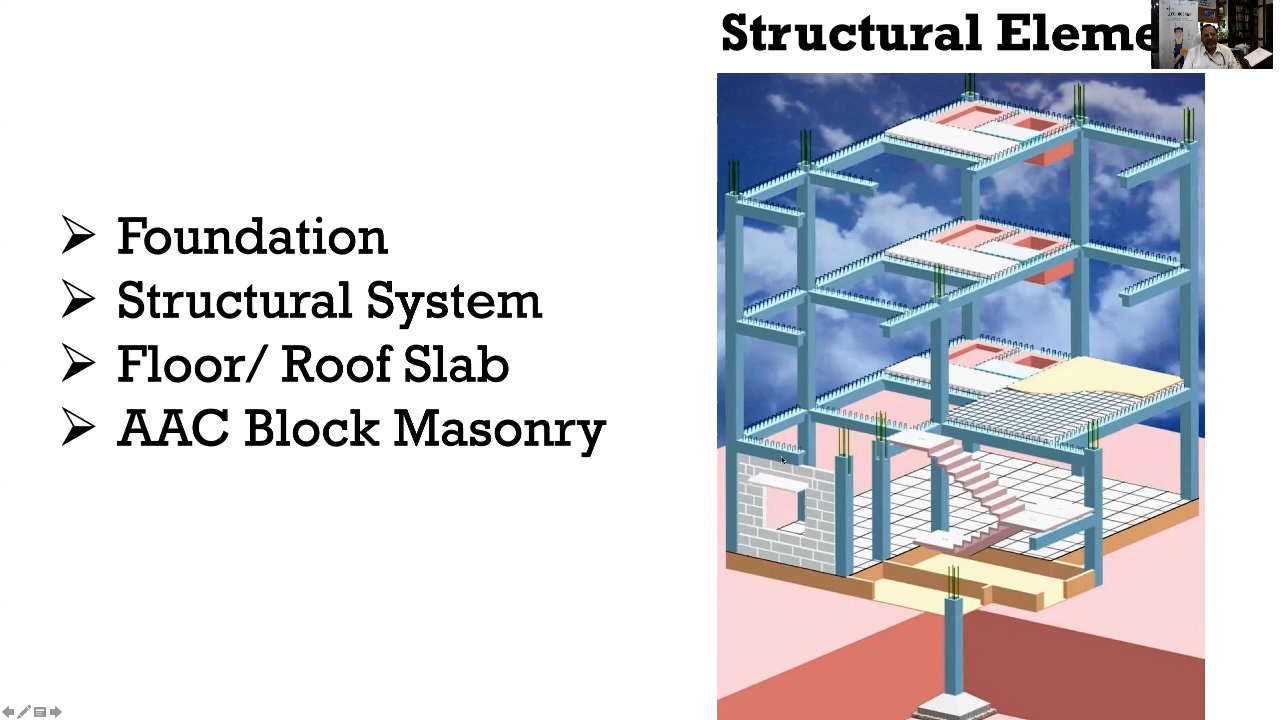 Structural Eleme
Foundation
Structural System
Floor/ Roof Slab
AAC Block Masonry